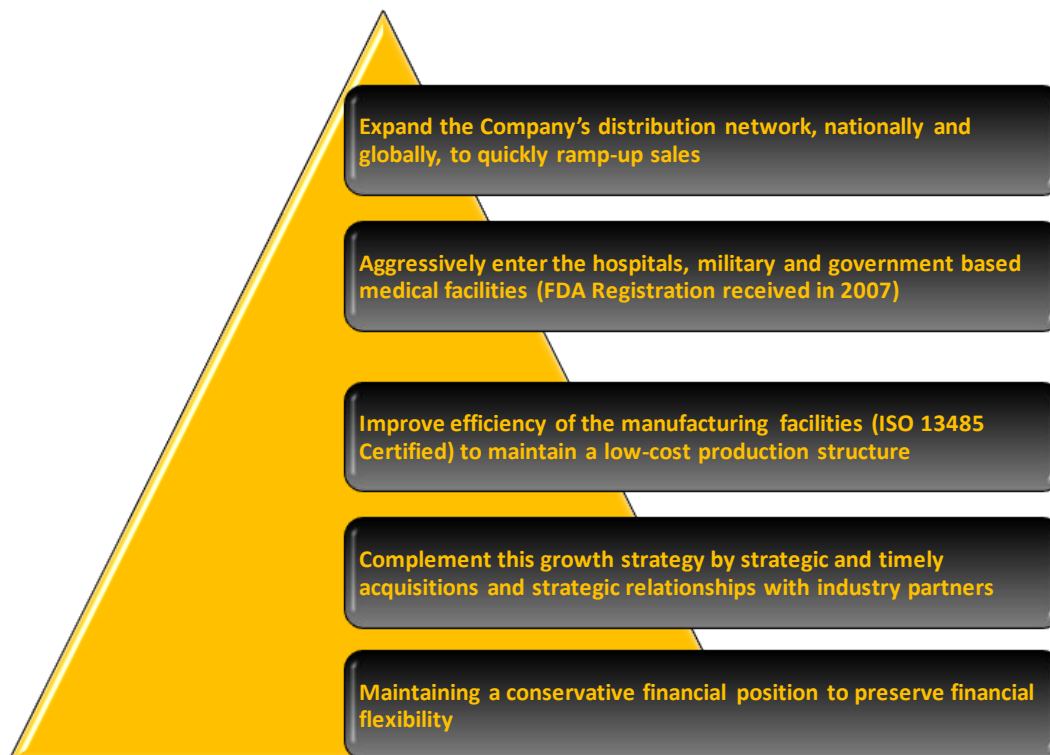 Expand the Company’s distribution network, nationally and
globally, to quickly ramp-up sales
Aggressively enter the hospitals, military and government based
medical facilities (FDA Registration received in 2007)
Improve efficiency of the manufacturing facilities (ISO 13485
Certified) to maintain a low-cost production structure
Complement this growth strategy by strategic and timely
acquisitions and strategic relationships with industry partners
Maintaining a conservative financial position to preserve financial
flexibility